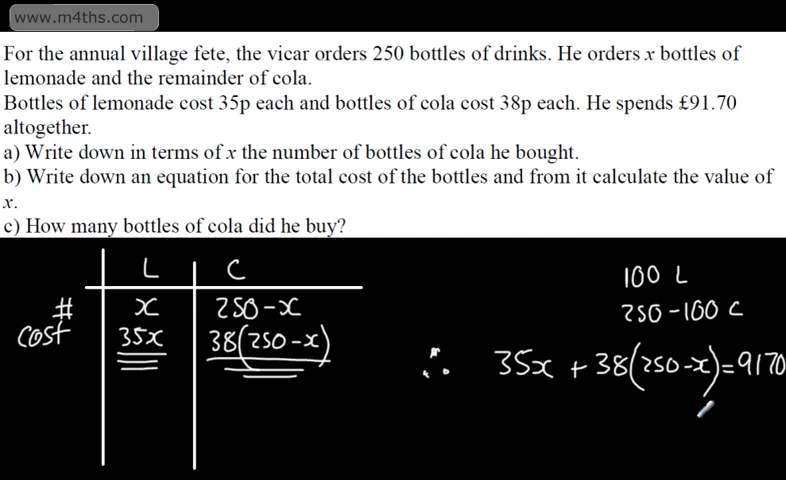 www.m4ths.com
For the annual village fete, the vicar orders 250 bottles of drinks. He orders x bottles of
lemonade and the remainder of cola.
Bottles of lemonade cost 35p each and bottles of cola cost 38p each. He spends £91.70
altogether.
a) Write down in terms of x the number of bottles of cola he bought.
b) Write down an equation for the total cost of the bottles and from it calculate the value of
x.
c) How many bottles of cola did he buy?
L C
# x 250-x
cost 35x 38(250-x)
100 L
250-100 C
∴ 35x + 38(250-x)=9170